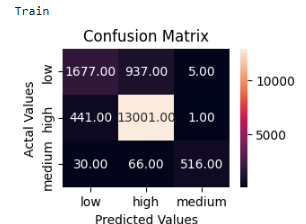 Train
Confusion Matrix
low 1677.00 937.00 5.00
high 441.00 13001.00 1.00
medium 30.00 66.00 516.00
low high medium
Actal Values
Predicted Values
10000
5000